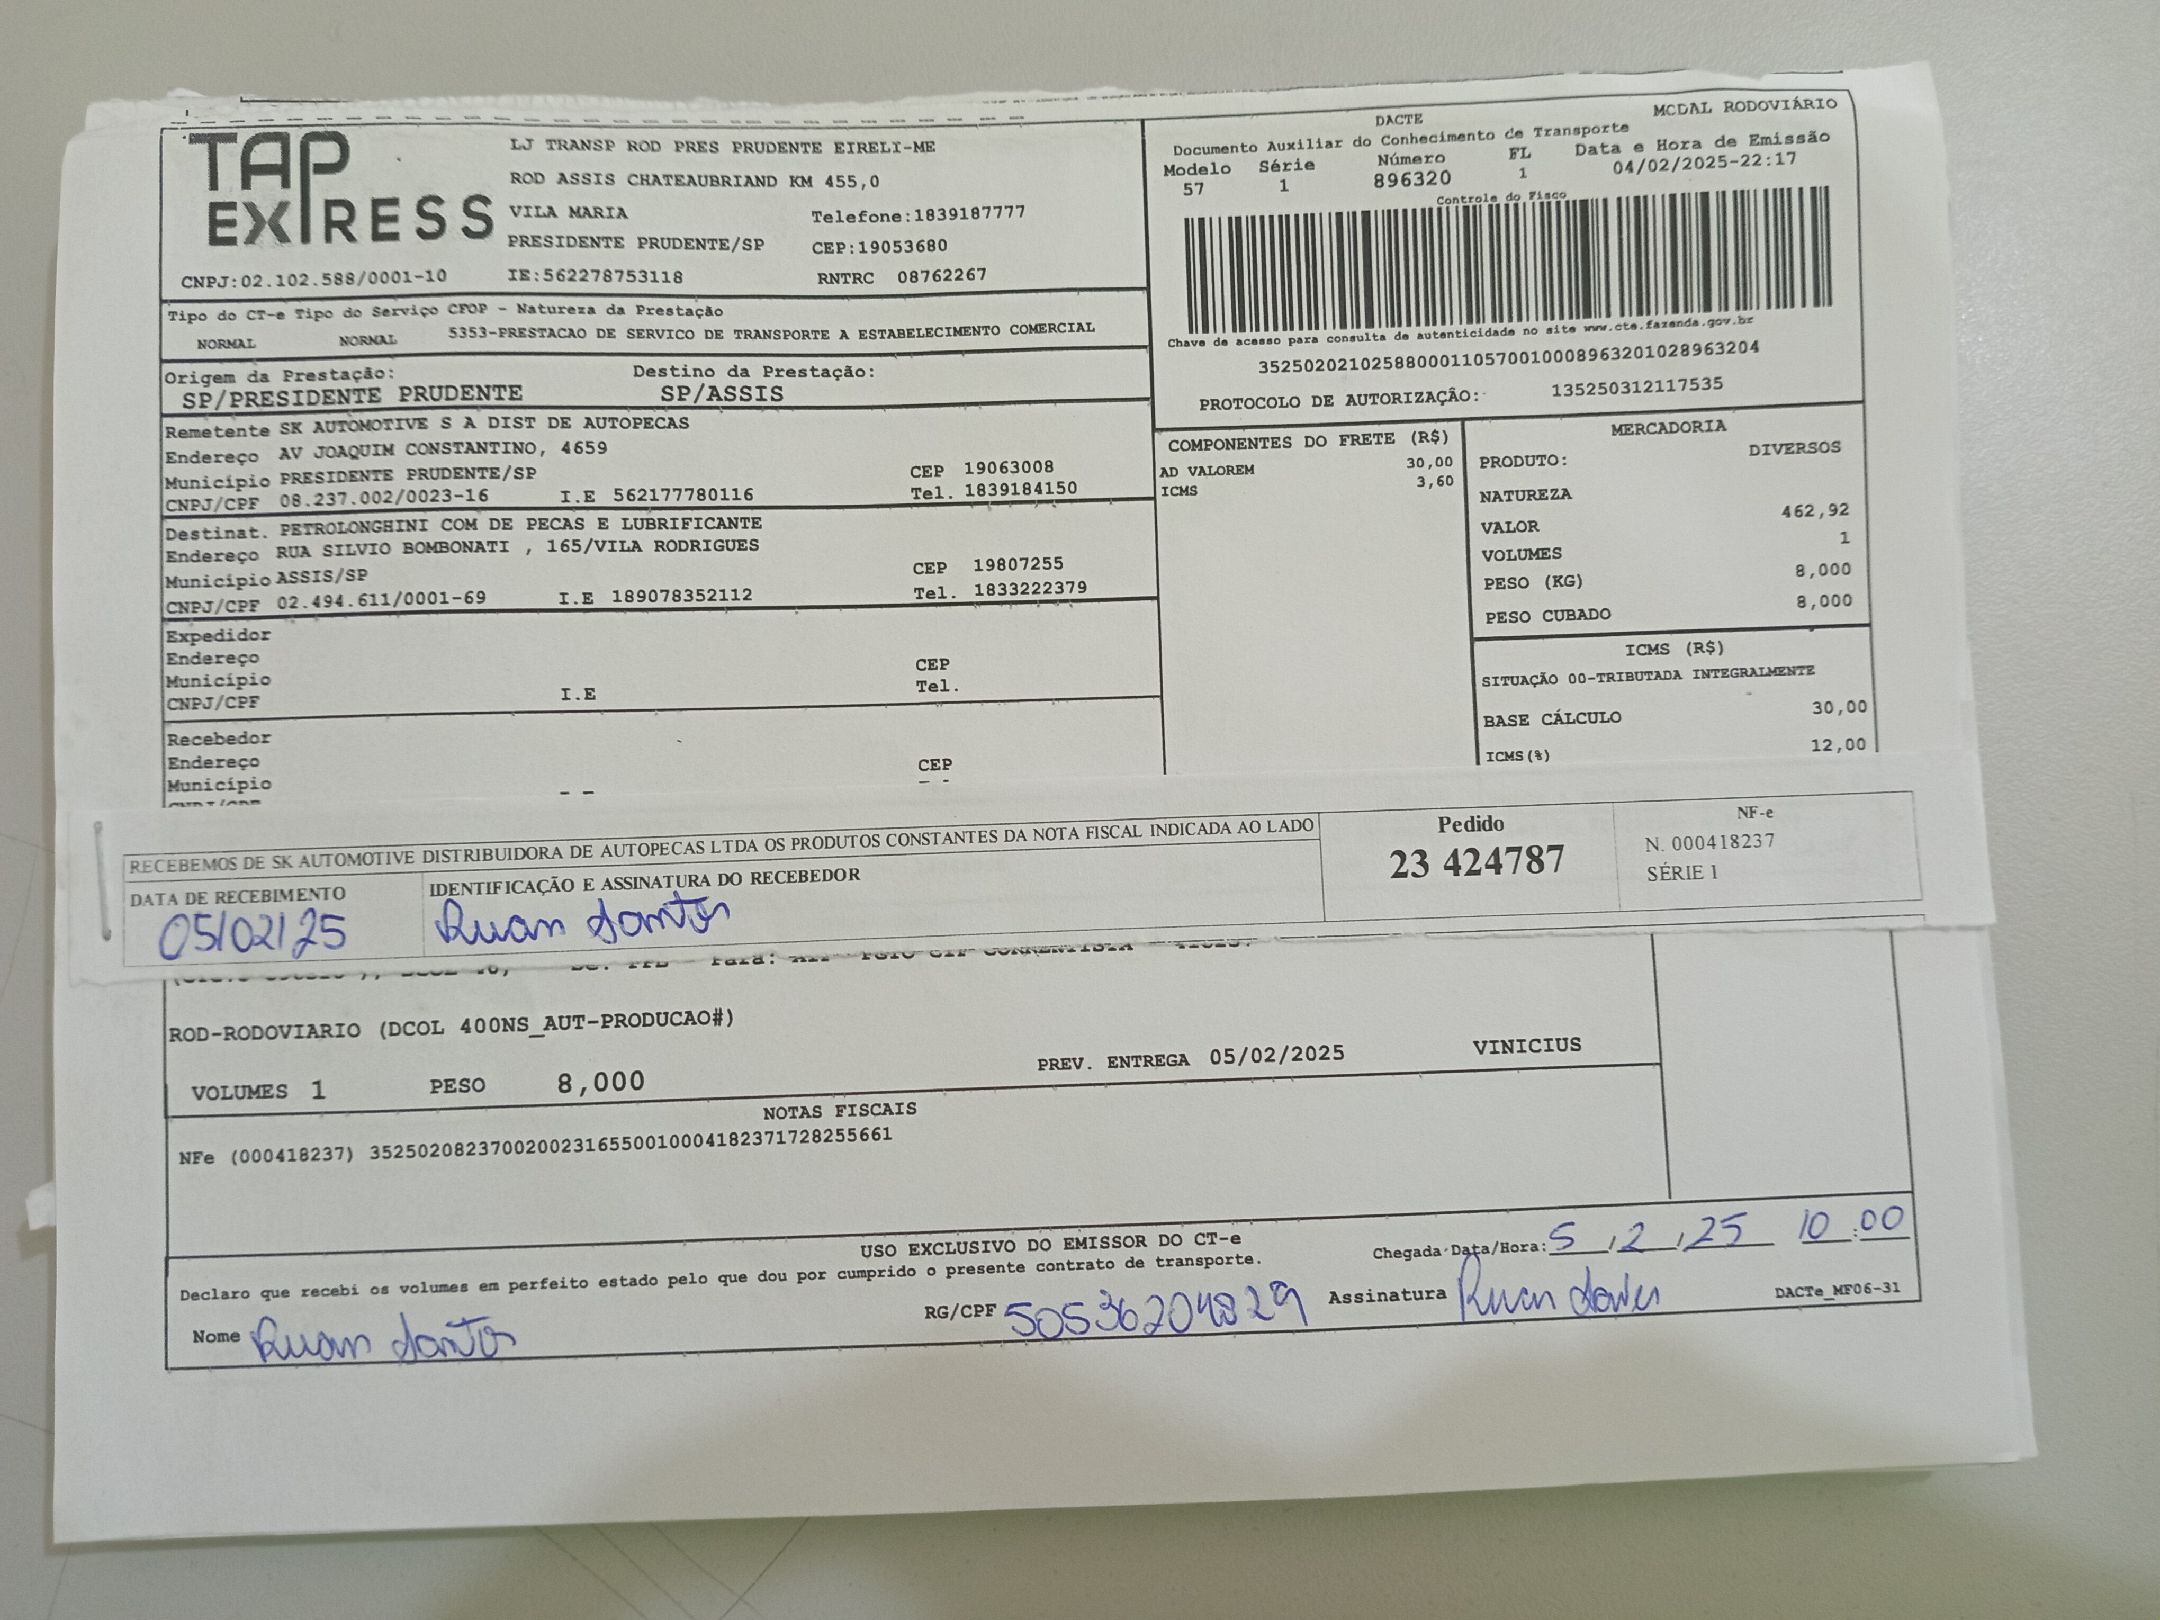 TAP EXPRESS
LJ TRANSP ROD PRES PRUDENTE EIRELI-ME
ROD ASSIS CHATEAUBRIAND KM 455,0
VILA MARIA Telefone:1839187777
PRESIDENTE PRUDENTE/SP CEP:19053680
CNPJ:02.102.588/0001-10 IE:562278753118 RNTRC 08762267
DACTE MODAL RODOVIÁRIO
Documento Auxiliar do Conhecimento de Transporte
Modelo Série Número FL Data e Hora de Emissão
57 1 896320 1 04/02/2025-22:17
Controle do Fisco
Chave de acesso para consulta de autenticidade no site www.cte.fazenda.gov.br
35250202102588000110570010008963201028963204
PROTOCOLO DE AUTORIZAÇÂO: 135250312117535
Tipo do CT-e Tipo do Serviço CFOP - Natureza da Prestação
NORMAL NORMAL 5353-PRESTACAO DE SERVICO DE TRANSPORTE A ESTABELECIMENTO COMERCIAL
Origem da Prestação: Destino da Prestação:
SP/PRESIDENTE PRUDENTE SP/ASSIS
Remetente SK AUTOMOTIVE S A DIST DE AUTOPECAS
Endereço AV JOAQUIM CONSTANTINO, 4659
Município PRESIDENTE PRUDENTE/SP CEP 19063008
CNPJ/CPF 08.237.002/0023-16 I.E 562177780116 Tel. 1839184150
Destinat. PETROLONGHINI COM DE PECAS E LUBRIFICANTE
Endereço RUA SILVIO BOMBONATI , 165/VILA RODRIGUES
Município ASSIS/SP CEP 19807255
CNPJ/CPF 02.494.611/0001-69 I.E 189078352112 Tel. 1833222379
Expedidor
Endereço
Município CEP
CNPJ/CPF I.E Tel.
Recebedor
Endereço
Município CEP
COMPONENTES DO FRETE (R$)
AD VALOREM 30,00
ICMS 3,60
MERCADORIA
PRODUTO: DIVERSOS
NATUREZA
VALOR 462,92
VOLUMES 1
PESO (KG) 8,000
PESO CUBADO 8,000
ICMS (R$)
SITUAÇÃO 00-TRIBUTADA INTEGRALMENTE
BASE CÁLCULO 30,00
ICMS(%) 12,00
RECEBEMOS DE SK AUTOMOTIVE DISTRIBUIDORA DE AUTOPECAS LTDA OS PRODUTOS CONSTANTES DA NOTA FISCAL INDICADA AO LADO
DATA DE RECEBIMENTO IDENTIFICAÇÃO E ASSINATURA DO RECEBEDOR
05/02/25 Ruan Santos
Pedido
23 424787
NF-e
N. 000418237
SÉRIE 1
ROD-RODOVIARIO (DCOL 400NS_AUT-PRODUCAO#)
PREV. ENTREGA 05/02/2025 VINICIUS
VOLUMES 1 PESO 8,000
NOTAS FISCAIS
NFe (000418237) 35250208237002002316550010004182371728255661
USO EXCLUSIVO DO EMISSOR DO CT-e
Chegada Data/Hora: 5 / 2 / 25 10:00
Declaro que recebi os volumes em perfeito estado pelo que dou por cumprido o presente contrato de transporte.
Nome Ruan Santos RG/CPF 50536204829 Assinatura Ruan Santos DACTe_MF06-31